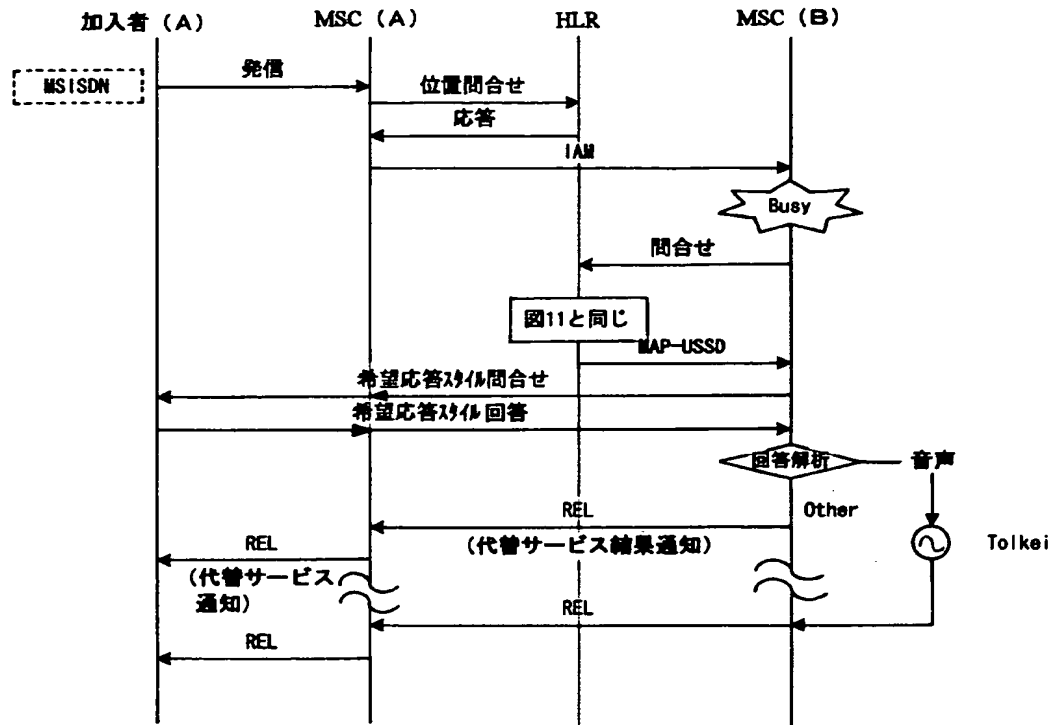 加入者（A） MSC（A） HLR MSC（B）
MSISDN
発信
位置問合せ
応答
IAM
Busy
問合せ
図11と同じ
MAP-USSD
希望応答ｽﾀｲﾙ問合せ
希望応答ｽﾀｲﾙ回答
回答解析 音声
Other
REL
(代替サービス結果通知)
Tolkei
REL
(代替サービス
通知)
REL
REL